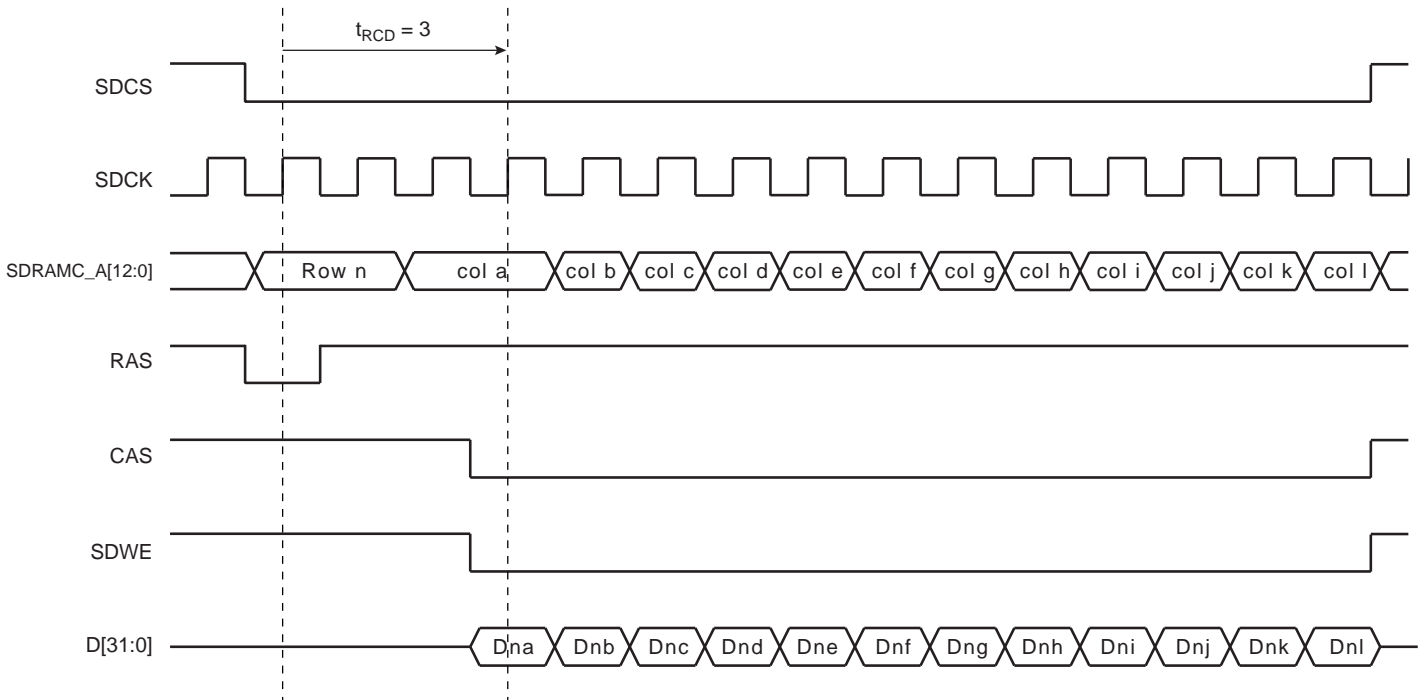 tRCD = 3
SDCS
SDCK
SDRAMC_A[12:0] Row n col a col b col c col d col e col f col g col h col i col j col k col l
RAS
CAS
SDWE
D[31:0] Dna Dnb Dnc Dnd Dne Dnf Dng Dnh Dni Dnj Dnk Dnl